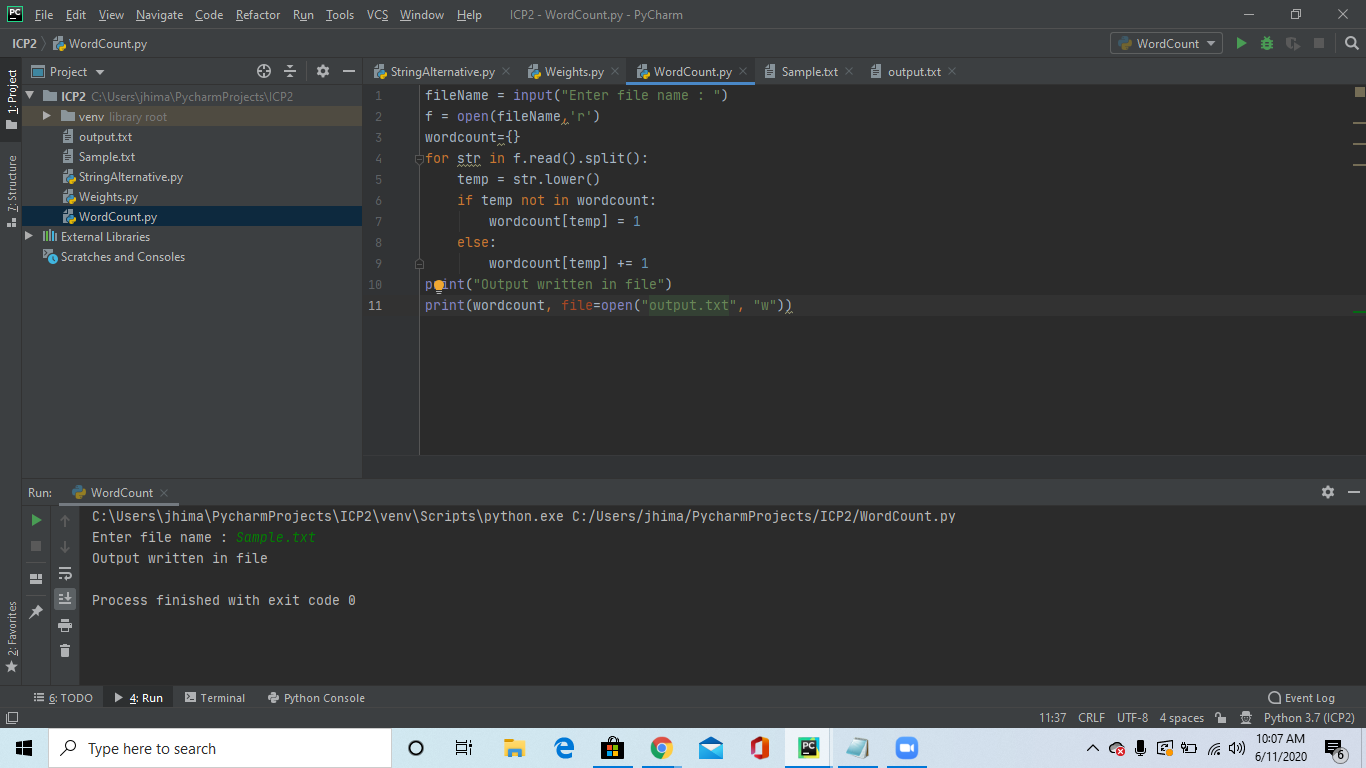 PC File Edit View Navigate Code Refactor Run Tools VCS Window Help ICP2 - WordCount.py - PyCharm
ICP2 WordCount.py WordCount
Project StringAlternative.py Weights.py WordCount.py Sample.txt output.txt
1: Project
7: Structure
2: Favorites
ICP2 C:\Users\jhima\PycharmProjects\ICP2
venv library root
output.txt
Sample.txt
StringAlternative.py
Weights.py
WordCount.py
External Libraries
Scratches and Consoles
1 fileName = input("Enter file name : ")
2 f = open(fileName,'r')
3 wordcount={}
4 for str in f.read().split():
5 temp = str.lower()
6 if temp not in wordcount:
7 wordcount[temp] = 1
8 else:
9 wordcount[temp] += 1
10 print("Output written in file")
11 print(wordcount, file=open("output.txt", "w"))
Run: WordCount
C:\Users\jhima\PycharmProjects\ICP2\venv\Scripts\python.exe C:/Users/jhima/PycharmProjects/ICP2/WordCount.py
Enter file name : Sample.txt
Output written in file
Process finished with exit code 0
6: TODO 4: Run Terminal Python Console Event Log
11:37 CRLF UTF-8 4 spaces Python 3.7 (ICP2)
Type here to search
PC
10:07 AM
6/11/2020
6